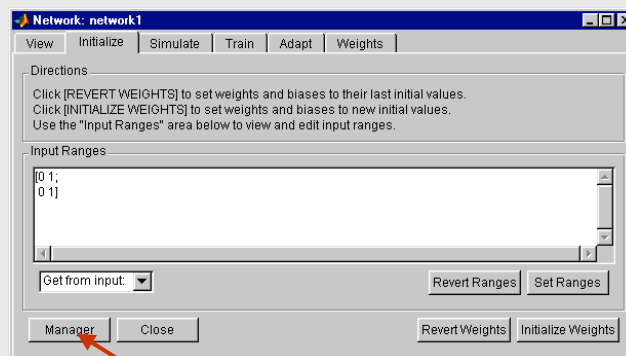 Network: network1
View Initialize Simulate Train Adapt Weights
Directions
Click [REVERT WEIGHTS] to set weights and biases to their last initial values.
Click [INITIALIZE WEIGHTS] to set weights and biases to new initial values.
Use the "Input Ranges" area below to view and edit input ranges.
Input Ranges
[0 1;
0 1]
Get from input: Revert Ranges Set Ranges
Manager Close Revert Weights Initialize Weights